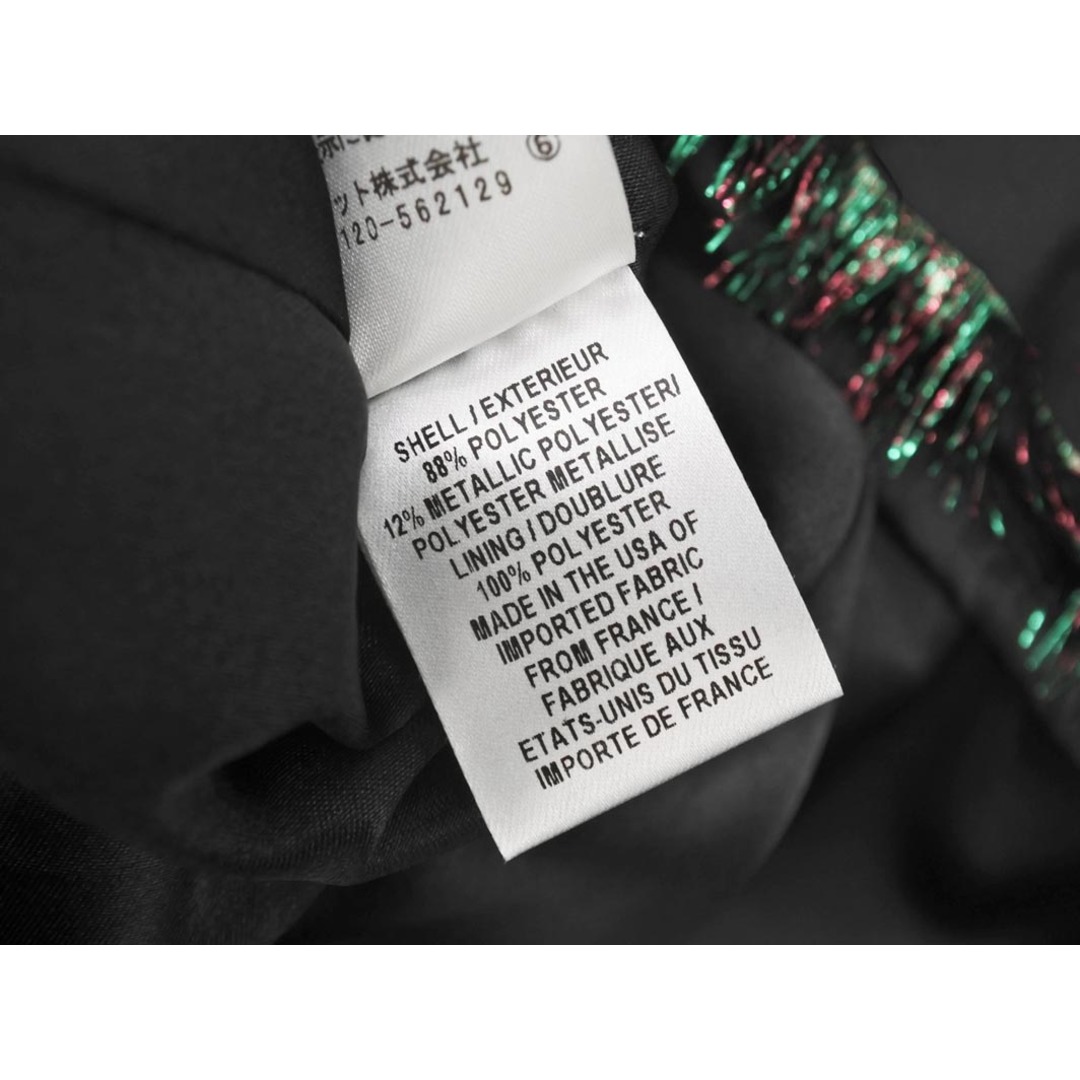 ット株式会社 ⑥
120-562129
SHELL / EXTERIEUR
88% POLYESTER
12% METALLIC POLYESTER/
POLYESTER METALLISE
LINING / DOUBLURE
100% POLYESTER
MADE IN THE USA OF
IMPORTED FABRIC
FROM FRANCE /
FABRIQUE AUX
ETATS-UNIS DU TISSU
IMPORTE DE FRANCE